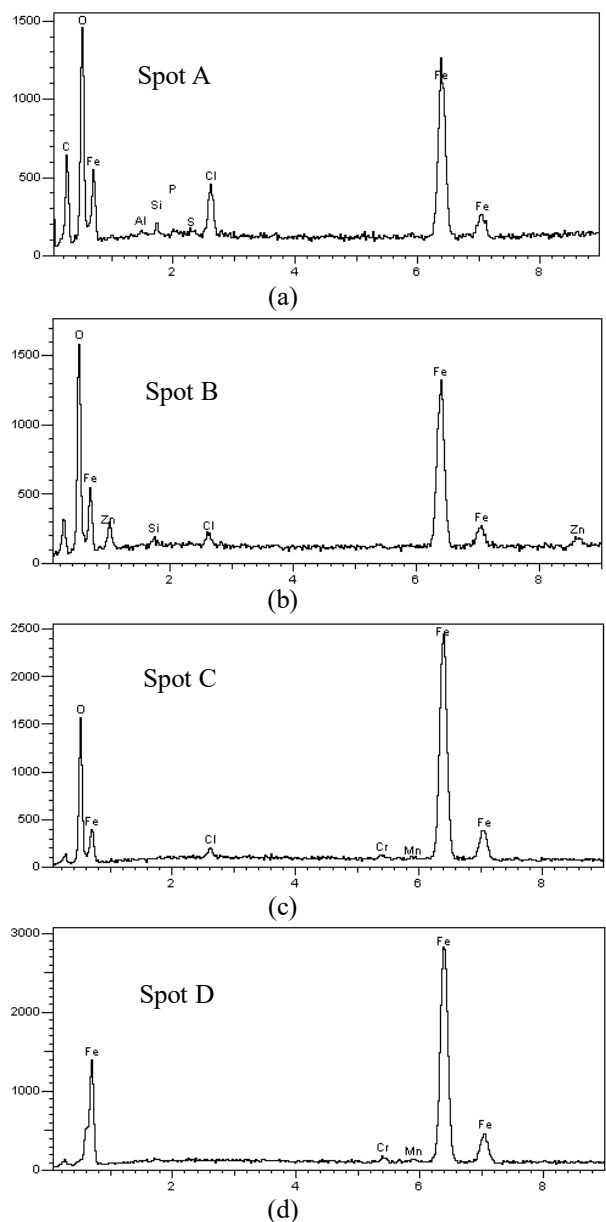 1500
O
Spot A
Fe
1000
C
Fe
500
P
Cl
Si
Al
S
Fe
0
2
4
6
8
(a)
O
1500
Spot B
Fe
1000
Fe
500
Zn
Si
Cl
Fe
Zn
0
2
4
6
8
(b)
2500
Fe
2000
Spot C
O
1500
1000
Fe
500
Cl
Cr
Mn
Fe
0
2
4
6
8
(c)
3000
Fe
Spot D
2000
Fe
1000
Cr
Mn
Fe
0
2
4
6
8
(d)